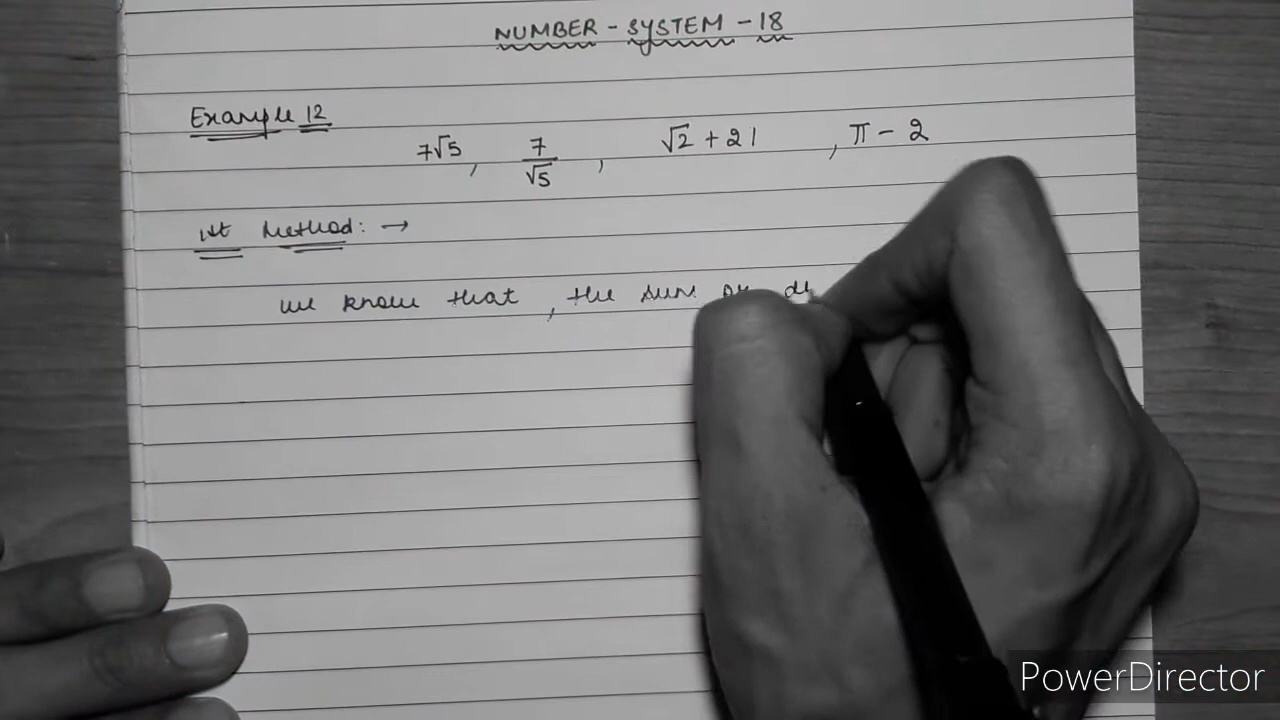 NUMBER - SYSTEM - 18
Example 12
7√5, 7/√5, √2 + 21, π - 2
1st Method: →
we know that, the sum or
PowerDirector